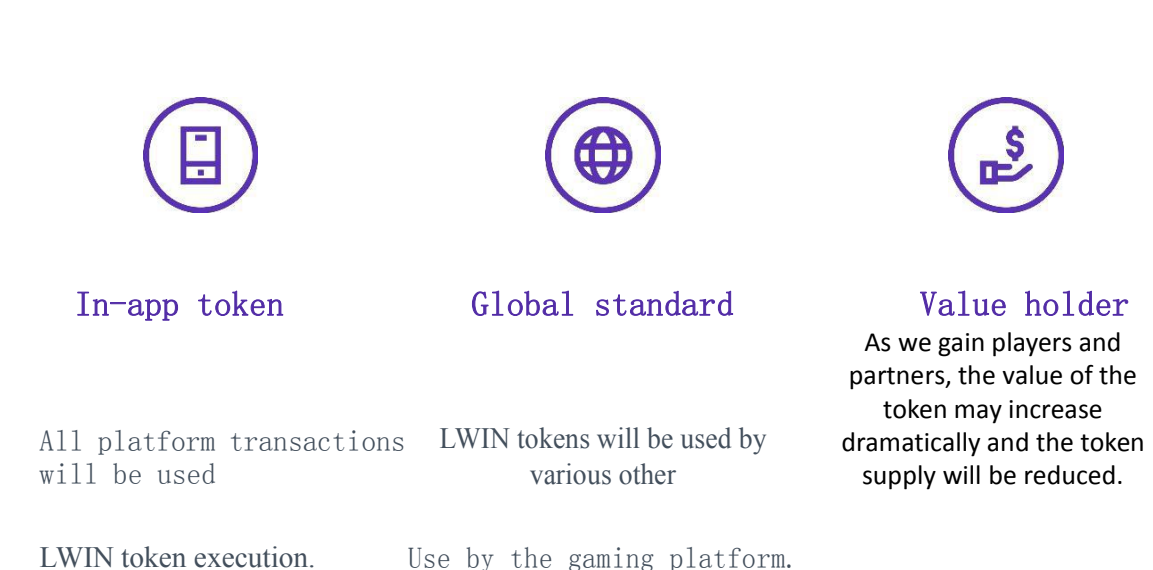 In-app token
All platform transactions
will be used
LWIN token execution.
Global standard
LWIN tokens will be used by
various other
Use by the gaming platform.
Value holder
As we gain players and
partners, the value of the
token may increase
dramatically and the token
supply will be reduced.